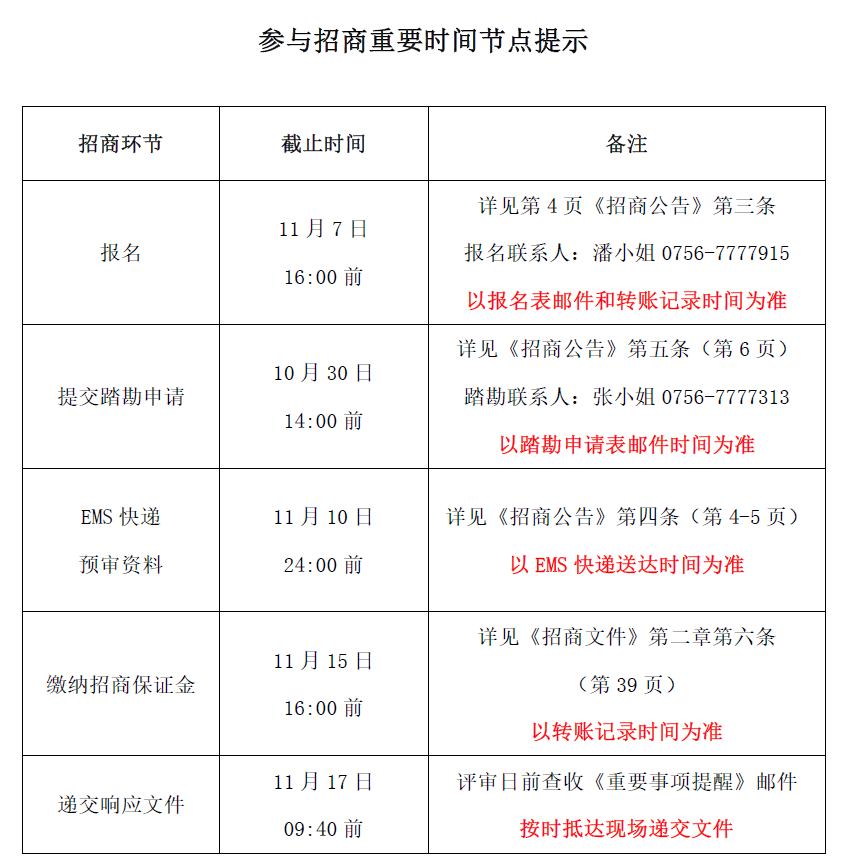 参与招商重要时间节点提示
招商环节 截止时间 备注
报名
11月7日
16:00前
详见第4页《招商公告》第三条
报名联系人：潘小姐0756-7777915
以报名表邮件和转账记录时间为准
提交踏勘申请
10月30日
14:00前
详见《招商公告》第五条（第6页）
踏勘联系人：张小姐0756-7777313
以踏勘申请表邮件时间为准
EMS快递
预审资料
11月10日
24:00前
详见《招商公告》第四条（第4-5页）
以EMS快递送达时间为准
缴纳招商保证金
11月15日
16:00前
详见《招商文件》第二章第六条
（第39页）
以转账记录时间为准
递交响应文件
11月17日
09:40前
评审日前查收《重要事项提醒》邮件
按时抵达现场递交文件